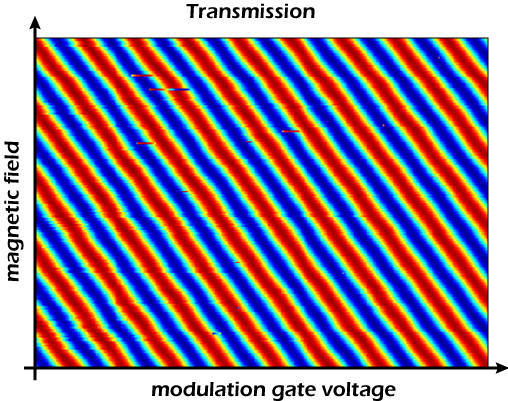 Transmission
magnetic field
modulation gate voltage